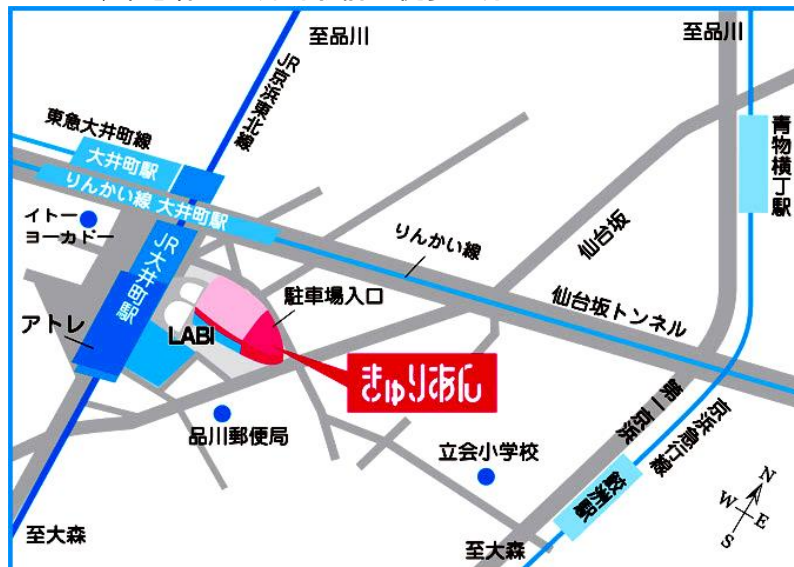 至品川
至品川
JR京浜東北線
東急大井町線
大井町駅
りんかい線 大井町駅
青物横丁駅
イトー
ヨーカドー
JR大井町駅
りんかい線
仙台坂
駐車場入口
仙台坂トンネル
アトレ
LABI
きゅりあん
第一京浜
京浜急行線
品川郵便局
立会小学校
鮫洲駅
N
W
E
S
至大森
至大森